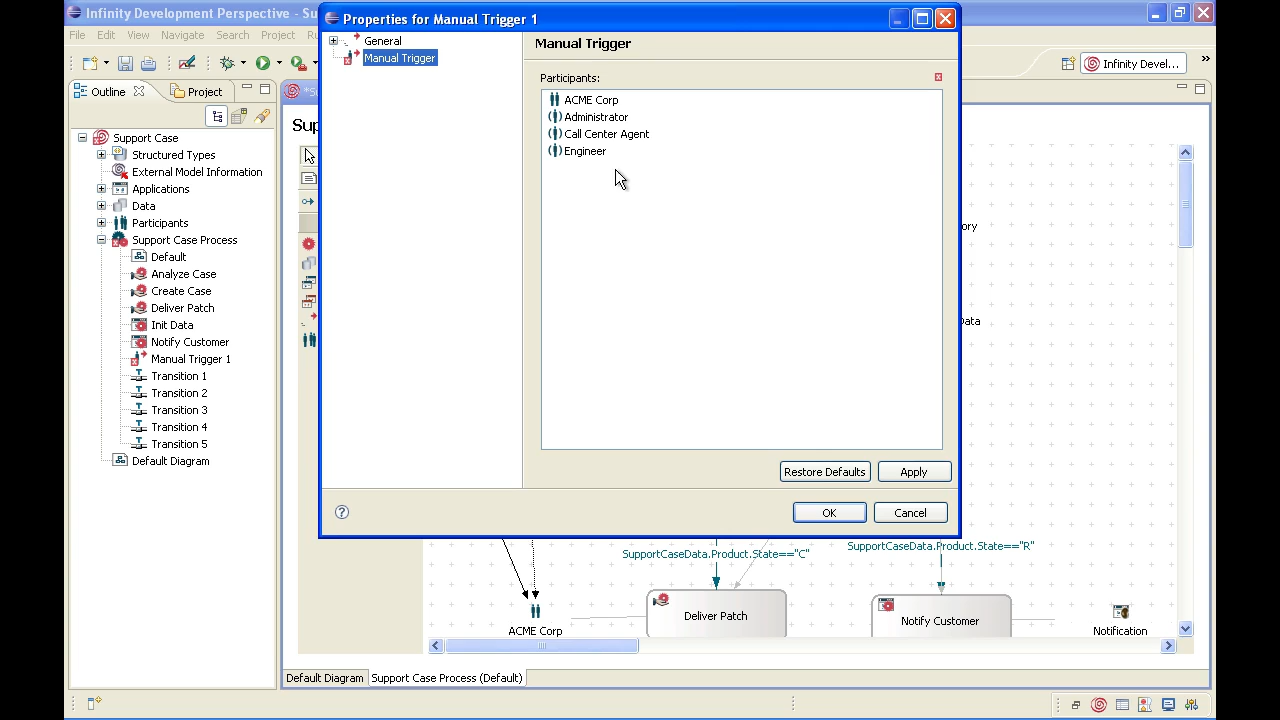 Infinity Development Perspective - Su
Properties for Manual Trigger 1
File Edit View Navigate Search Project
General
Manual Trigger
Manual Trigger
Infinity Devel...
»
Outline
Project
Participants:
ACME Corp
Administrator
Call Center Agent
Engineer
Sup
Support Case
Structured Types
External Model Information
Applications
Data
Participants
Support Case Process
Default
Analyze Case
Create Case
Deliver Patch
Init Data
Notify Customer
Manual Trigger 1
Transition 1
Transition 2
Transition 3
Transition 4
Transition 5
Default Diagram
ory
Data
Restore Defaults
Apply
?
OK
Cancel
SupportCaseData.Product.State=="C"
SupportCaseData.Product.State=="R"
Deliver Patch
Notify Customer
ACME Corp
Notification
Default Diagram
Support Case Process (Default)